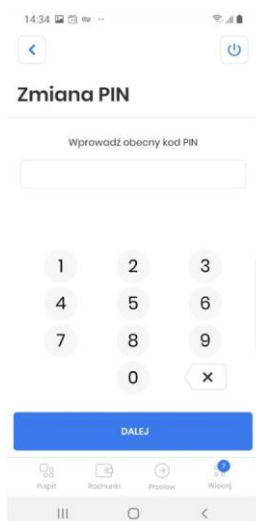 14:34
Zmiana PIN
Wprowadź obecny kod PIN
1 2 3
4 5 6
7 8 9
0
DALEJ
7
Pulpit Rachunki Przelew Więcej